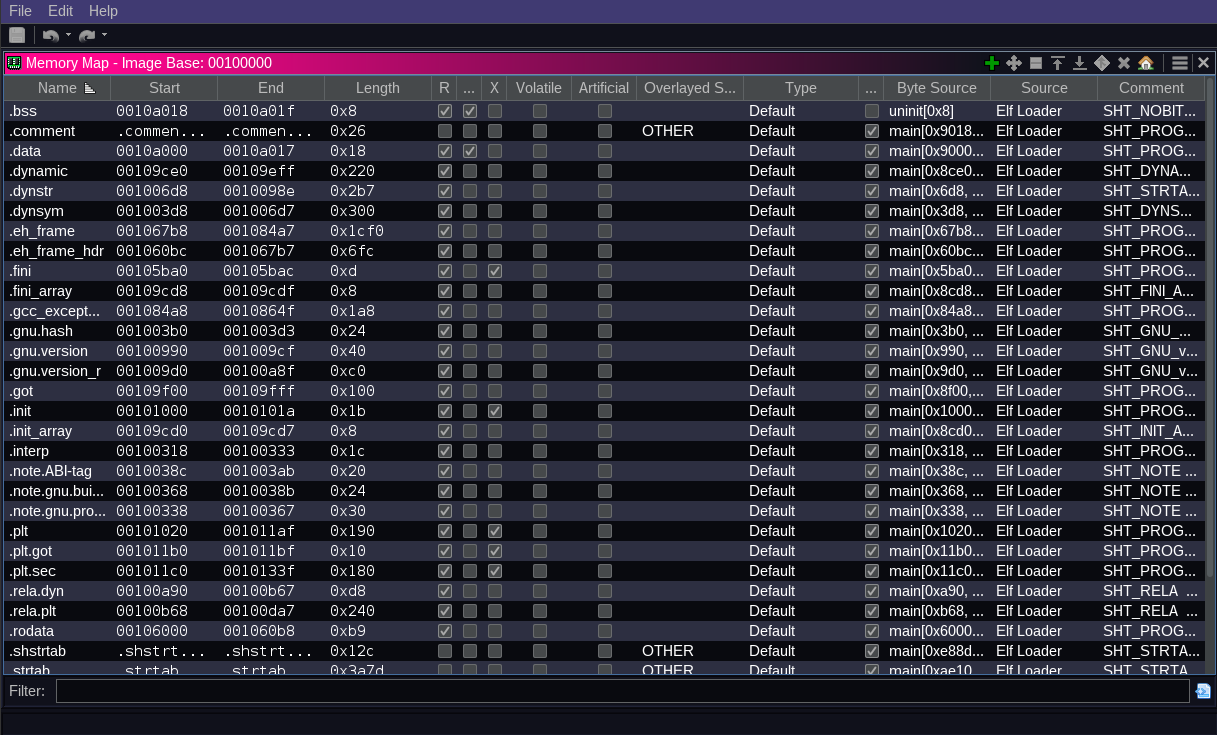 File Edit Help
Memory Map - Image Base: 00100000
Name Start End Length R ... X Volatile Artificial Overlayed S... Type ... Byte Source Source Comment
.bss 0010a018 0010a01f 0x8 Default uninit[0x8] Elf Loader SHT_NOBIT...
.comment .commen... .commen... 0x26 OTHER Default main[0x9018... Elf Loader SHT_PROG...
.data 0010a000 0010a017 0x18 Default main[0x9000... Elf Loader SHT_PROG...
.dynamic 00109ce0 00109eff 0x220 Default main[0x8ce0... Elf Loader SHT_DYNA...
.dynstr 001006d8 0010098e 0x2b7 Default main[0x6d8, ... Elf Loader SHT_STRTA...
.dynsym 001003d8 001006d7 0x300 Default main[0x3d8, ... Elf Loader SHT_DYNS...
.eh_frame 001067b8 001084a7 0x1cf0 Default main[0x67b8... Elf Loader SHT_PROG...
.eh_frame_hdr 001060bc 001067b7 0x6fc Default main[0x60bc... Elf Loader SHT_PROG...
.fini 00105ba0 00105bac 0xd Default main[0x5ba0... Elf Loader SHT_PROG...
.fini_array 00109cd8 00109cdf 0x8 Default main[0x8cd8... Elf Loader SHT_FINI_A...
.gcc_except... 001084a8 0010864f 0x1a8 Default main[0x84a8... Elf Loader SHT_PROG...
.gnu.hash 001003b0 001003d3 0x24 Default main[0x3b0, ... Elf Loader SHT_GNU_...
.gnu.version 00100990 001009cf 0x40 Default main[0x990, ... Elf Loader SHT_GNU_v...
.gnu.version_r 001009d0 00100a8f 0xc0 Default main[0x9d0, ... Elf Loader SHT_GNU_v...
.got 00109f00 00109fff 0x100 Default main[0x8f00,... Elf Loader SHT_PROG...
.init 00101000 0010101a 0x1b Default main[0x1000... Elf Loader SHT_PROG...
.init_array 00109cd0 00109cd7 0x8 Default main[0x8cd0... Elf Loader SHT_INIT_A...
.interp 00100318 00100333 0x1c Default main[0x318, ... Elf Loader SHT_PROG...
.note.ABI-tag 0010038c 001003ab 0x20 Default main[0x38c, ... Elf Loader SHT_NOTE ...
.note.gnu.bui... 00100368 0010038b 0x24 Default main[0x368, ... Elf Loader SHT_NOTE ...
.note.gnu.pro... 00100338 00100367 0x30 Default main[0x338, ... Elf Loader SHT_NOTE ...
.plt 00101020 001011af 0x190 Default main[0x1020... Elf Loader SHT_PROG...
.plt.got 001011b0 001011bf 0x10 Default main[0x11b0... Elf Loader SHT_PROG...
.plt.sec 001011c0 0010133f 0x180 Default main[0x11c0... Elf Loader SHT_PROG...
.rela.dyn 00100a90 00100b67 0xd8 Default main[0xa90, ... Elf Loader SHT_RELA_...
.rela.plt 00100b68 00100da7 0x240 Default main[0xb68, ... Elf Loader SHT_RELA_...
.rodata 00106000 001060b8 0xb9 Default main[0x6000... Elf Loader SHT_PROG...
.shstrtab .shstrt... .shstrt... 0x12c OTHER Default main[0xe88d... Elf Loader SHT_STRTA...
.strtab .strtab... .strtab... 0x3a7d OTHER Default main[0xae10... Elf Loader SHT_STRTA...
Filter: